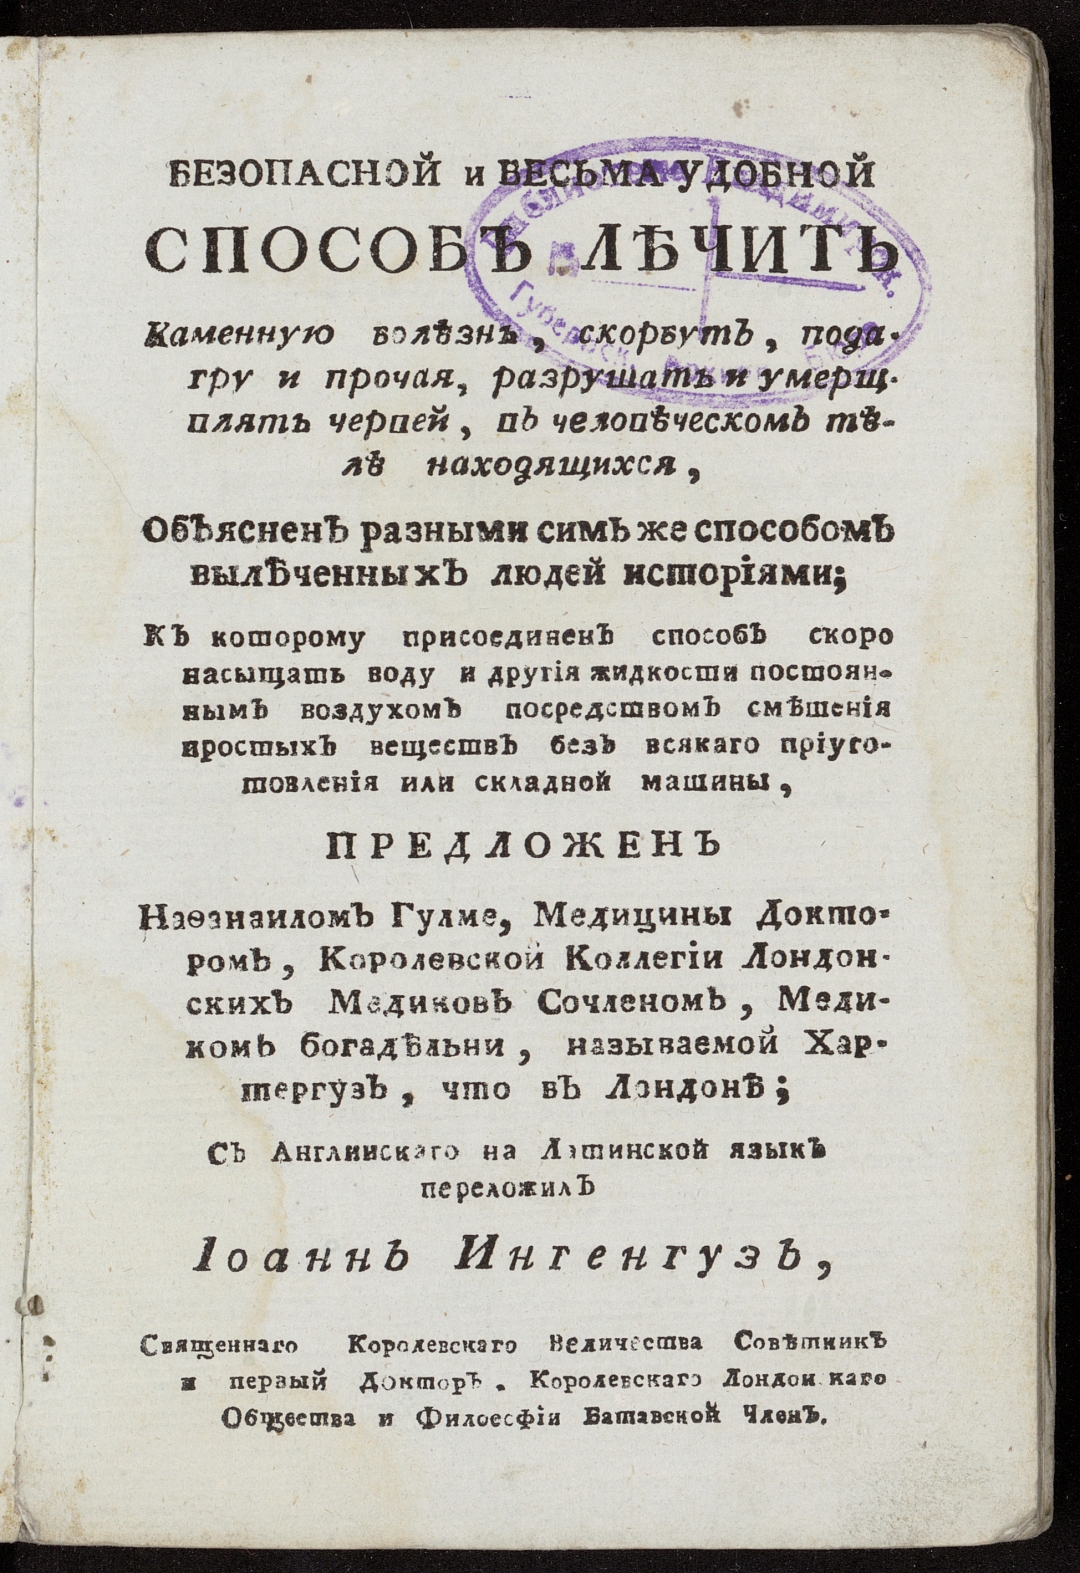 БЕЗОПАСНОЙ и ВЕСЬМА УДОБНОЙ
СПОСОБЪ ЛѢЧИТЬ
Каменную болѣзнь, скорбутъ, пода-
гру и прочая, разрушать и умерщ-
влять червей, въ человѣческомъ тѣ-
лѣ находящихся,
Объясненъ разными симъ же способомъ
вылѣченныхъ людей исторіями;
Къ которому присоединенъ способъ скоро
насыщать воду и другія жидкости постоян-
нымъ воздухомъ посредствомъ смѣшенія
простыхъ веществъ безъ всякаго пріуго-
товленія или складной машины,
ПРЕДЛОЖЕНЪ
Наѳанаиломъ Гулме, Медицины Докто-
ромъ, Королевской Коллегіи Лондон-
скихъ Медиковъ Сочленомъ, Меди-
комъ богадѣльни, называемой Хар-
тергузъ, что въ Лондонѣ;
Съ Англинскаго на Латинской языкъ
переложилъ
Іоаннъ Ингенгузъ,
Священнаго Королевскаго Величества Совѣтникъ
и первый Докторъ. Королевскаго Лондонскаго
Общества и Философіи Батавской Членъ.